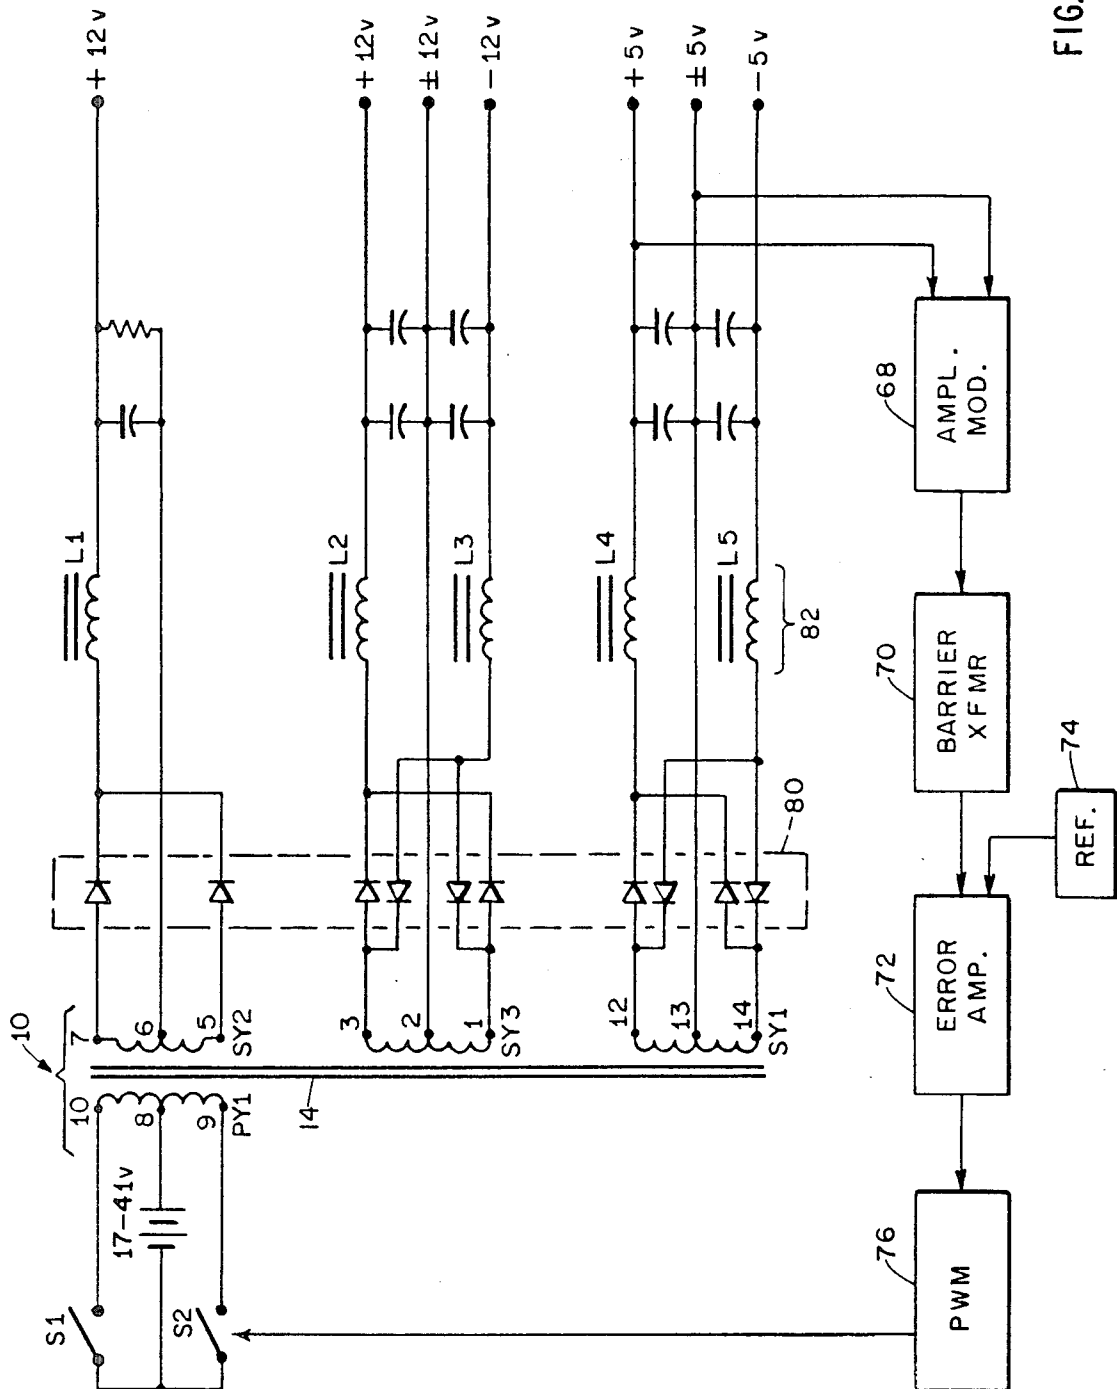 +12v
+12v
±12v
-12v
+5v
±5v
-5v
FIG.
L1
L2
L3
L4
L5
82
80
10
7
6
5
SY2
3
2
1
SY3
12
13
14
SY1
10
8
9
PY1
14
17-41v
S1
S2
68
AMPL.
MOD.
70
BARRIER
XFMR
74
REF.
72
ERROR
AMP.
76
PWM